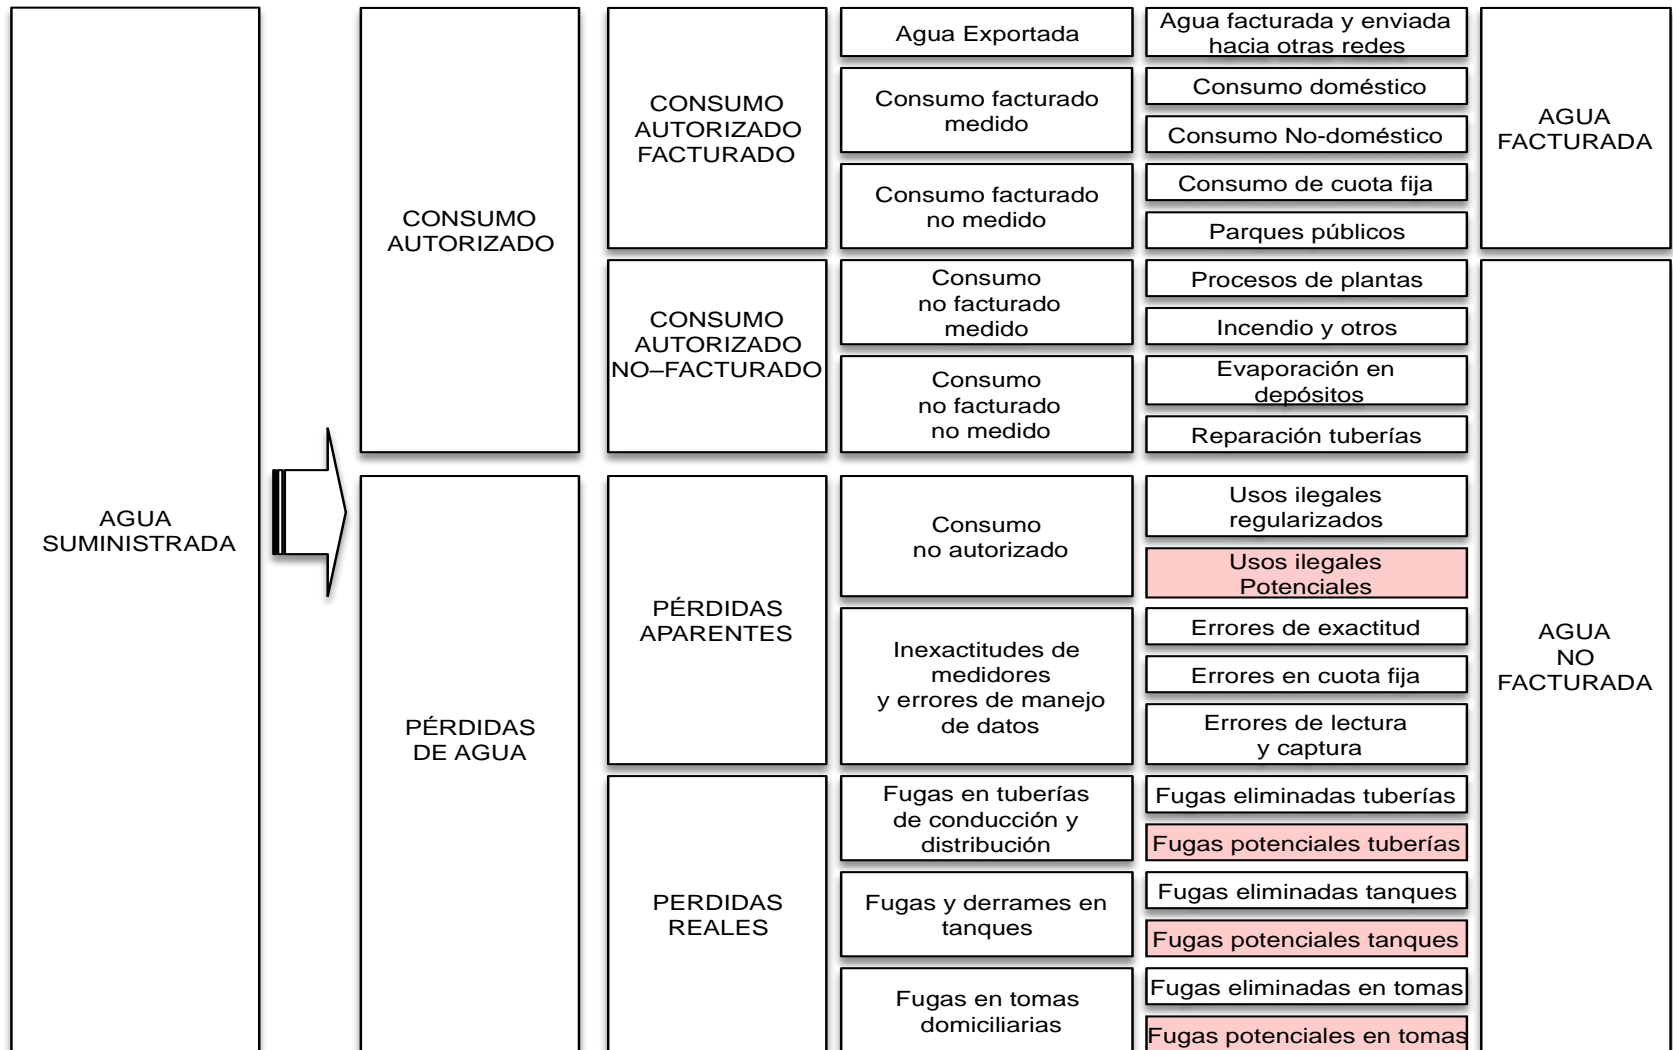 AGUA
SUMINISTRADA
CONSUMO
AUTORIZADO
PÉRDIDAS
DE AGUA
CONSUMO
AUTORIZADO
FACTURADO
CONSUMO
AUTORIZADO
NO–FACTURADO
PÉRDIDAS
APARENTES
PERDIDAS
REALES
Agua Exportada
Consumo facturado
medido
Consumo facturado
no medido
Consumo
no facturado
medido
Consumo
no facturado
no medido
Consumo
no autorizado
Inexactitudes de
medidores
y errores de manejo
de datos
Fugas en tuberías
de conducción y
distribución
Fugas y derrames en
tanques
Fugas en tomas
domiciliarias
Agua facturada y enviada
hacia otras redes
Consumo doméstico
Consumo No-doméstico
Consumo de cuota fija
Parques públicos
Procesos de plantas
Incendio y otros
Evaporación en
depósitos
Reparación tuberías
Usos ilegales
regularizados
Usos ilegales
Potenciales
Errores de exactitud
Errores en cuota fija
Errores de lectura
y captura
Fugas eliminadas tuberías
Fugas potenciales tuberías
Fugas eliminadas tanques
Fugas potenciales tanques
Fugas eliminadas en tomas
Fugas potenciales en tomas
AGUA
FACTURADA
AGUA
NO
FACTURADA